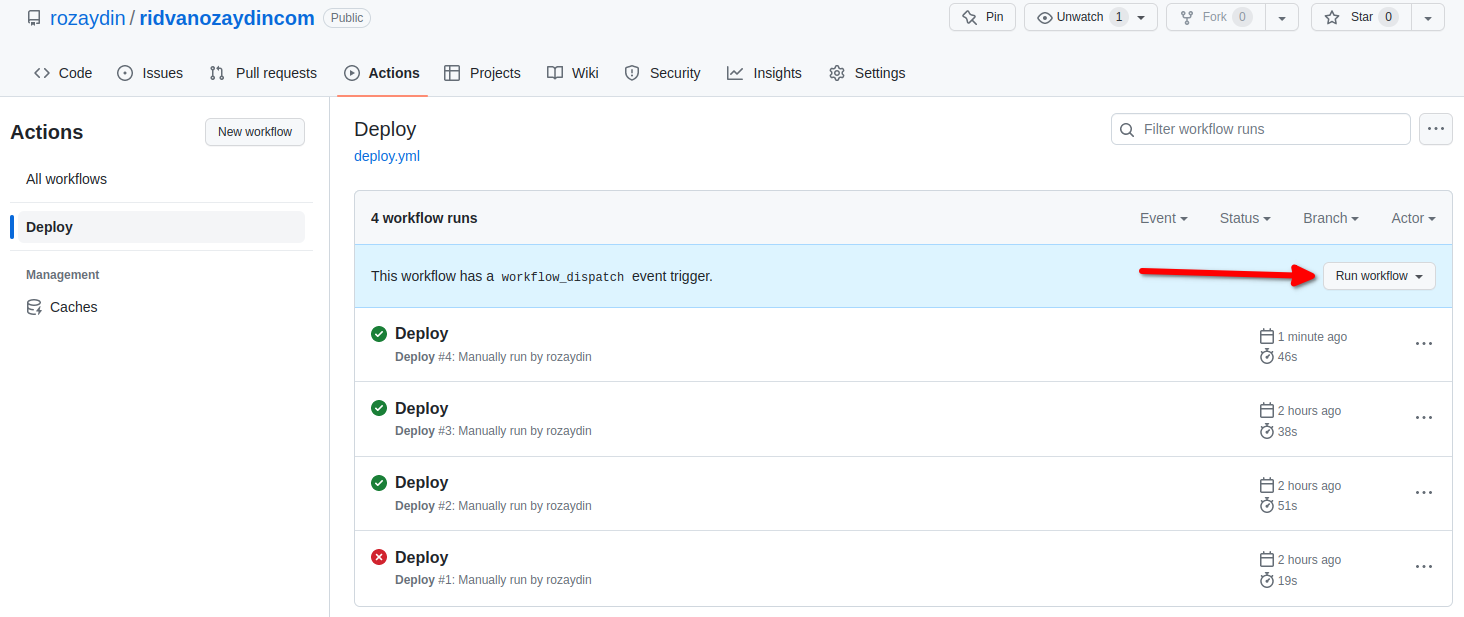 rozaydin / ridvanozaydincom Public
Pin Unwatch 1 Fork 0 Star 0
Code Issues Pull requests Actions Projects Wiki Security Insights Settings
Actions New workflow
All workflows
Deploy
Management
Caches
Deploy
deploy.yml
Filter workflow runs
4 workflow runs Event Status Branch Actor
This workflow has a workflow_dispatch event trigger. Run workflow
Deploy
Deploy #4: Manually run by rozaydin
1 minute ago
46s
Deploy
Deploy #3: Manually run by rozaydin
2 hours ago
38s
Deploy
Deploy #2: Manually run by rozaydin
2 hours ago
51s
Deploy
Deploy #1: Manually run by rozaydin
2 hours ago
19s